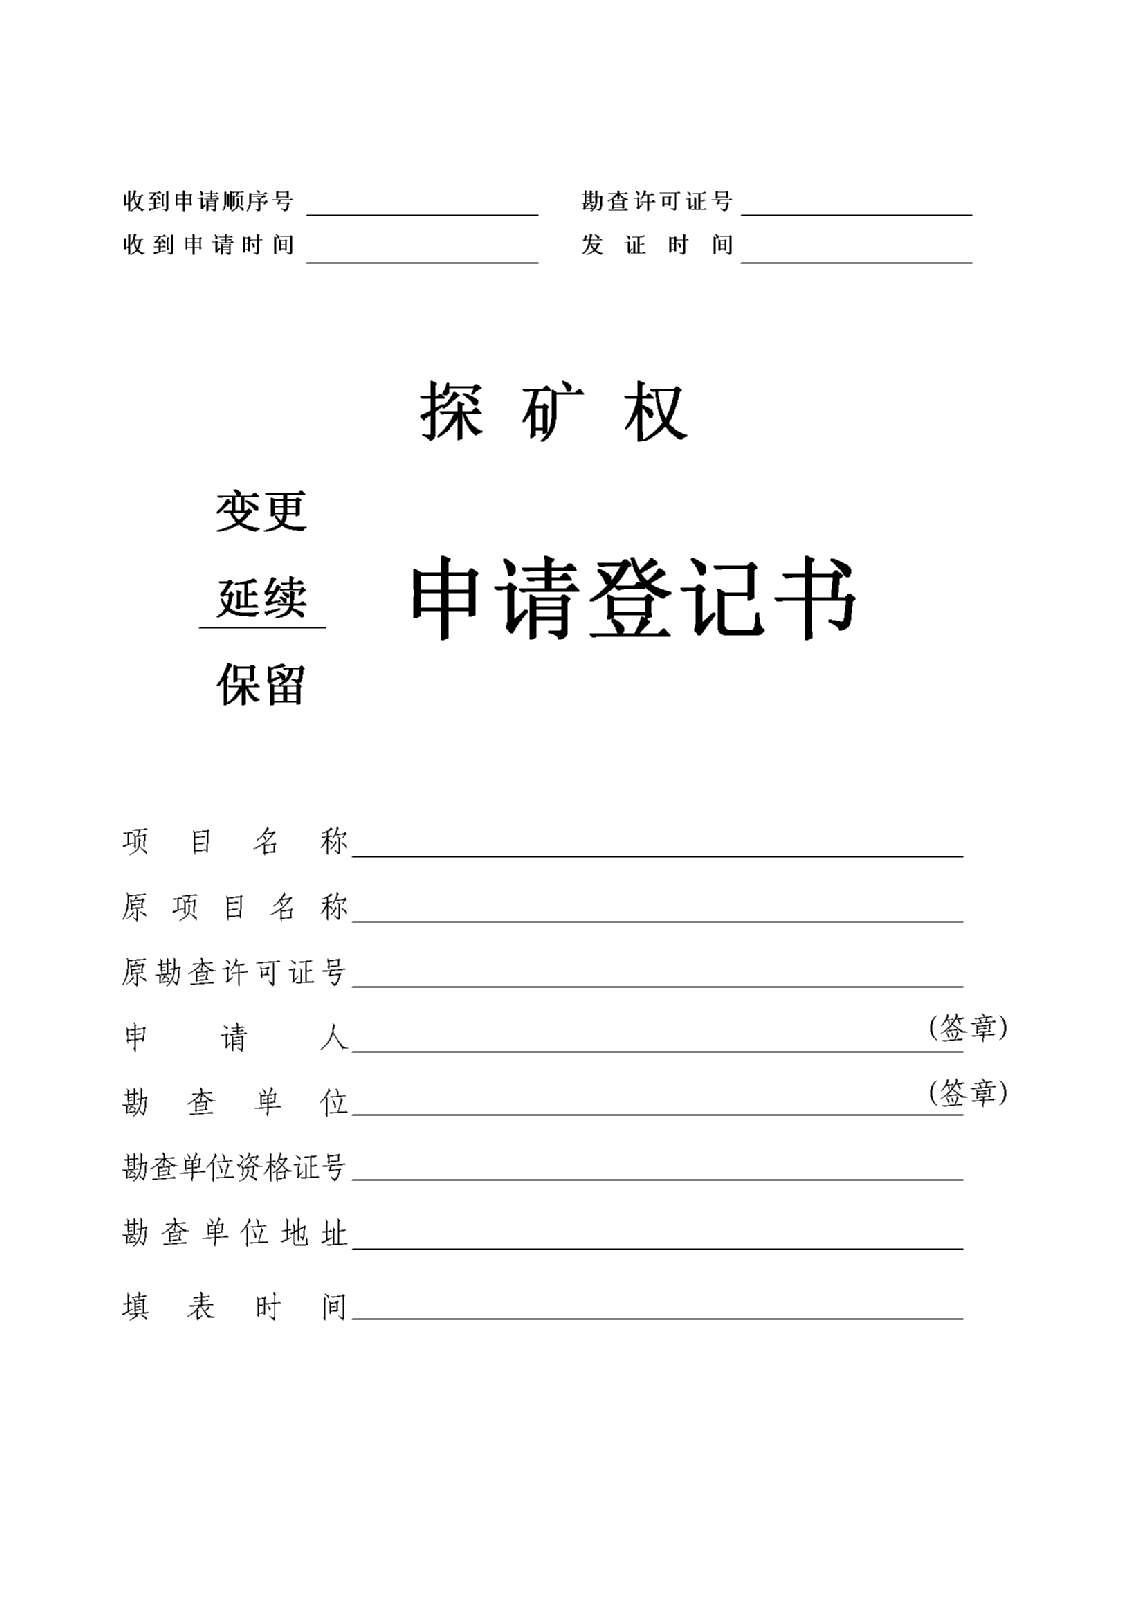 收到申请顺序号 勘查许可证号
收到申请时间 发证时间
探矿权
变更
延续 申请登记书
保留
项目名称
原项目名称
原勘查许可证号
申请人 (签章)
勘查单位 (签章)
勘查单位资格证号
勘查单位地址
填表时间